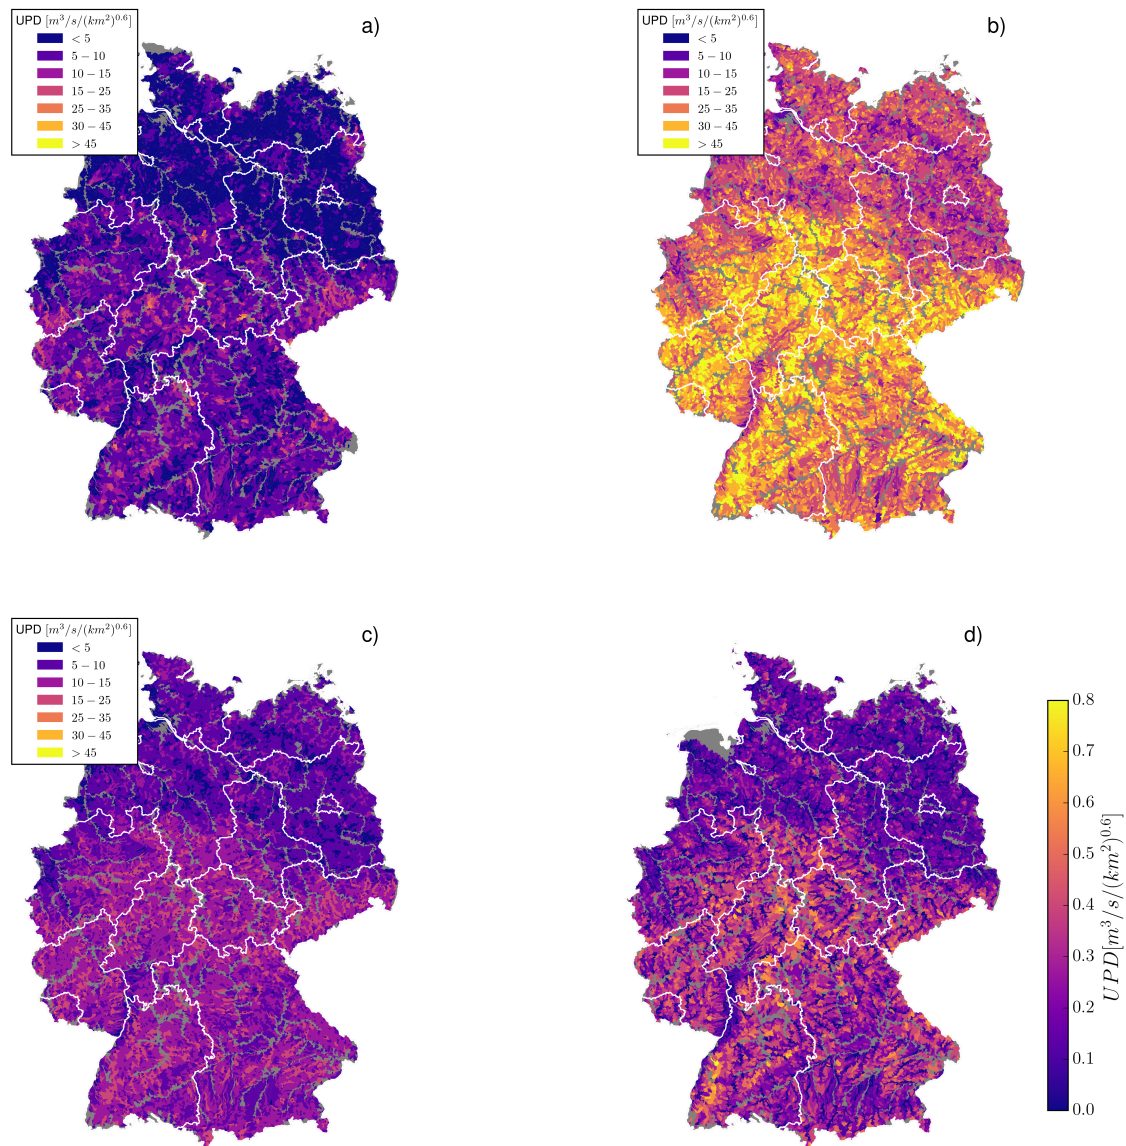 UPD [m³/s/(km²)^0.6]
< 5
5 − 10
10 − 15
15 − 25
25 − 35
30 − 45
> 45
a)
UPD [m³/s/(km²)^0.6]
< 5
5 − 10
10 − 15
15 − 25
25 − 35
30 − 45
> 45
b)
UPD [m³/s/(km²)^0.6]
< 5
5 − 10
10 − 15
15 − 25
25 − 35
30 − 45
> 45
c)
d)
0.8
0.7
0.6
0.5
0.4
0.3
0.2
0.1
0.0
UPD[m³/s/(km²)^0.6]